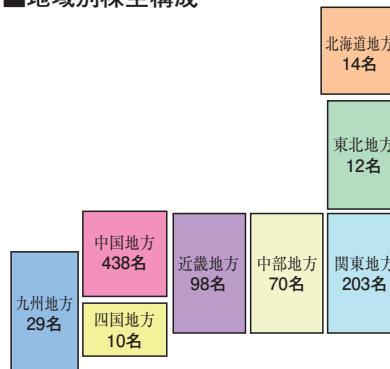 ■地域別株主構成
北海道地方
14名
東北地方
12名
中国地方
438名
近畿地方
98名
中部地方
70名
関東地方
203名
九州地方
29名
四国地方
10名